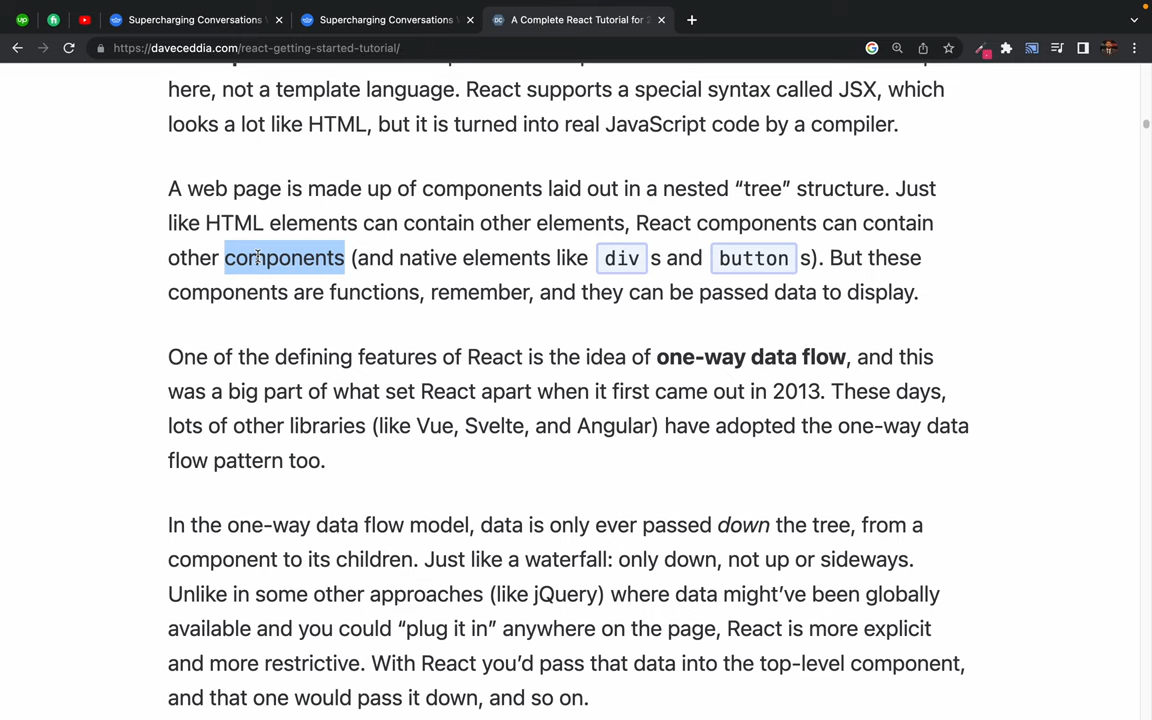 up
fi
Supercharging Conversations
Supercharging Conversations
DC
A Complete React Tutorial for 2
https://daveceddia.com/react-getting-started-tutorial/
here, not a template language. React supports a special syntax called JSX, which
looks a lot like HTML, but it is turned into real JavaScript code by a compiler.
A web page is made up of components laid out in a nested “tree” structure. Just
like HTML elements can contain other elements, React components can contain
other components (and native elements like div s and button s). But these
components are functions, remember, and they can be passed data to display.
One of the defining features of React is the idea of one-way data flow, and this
was a big part of what set React apart when it first came out in 2013. These days,
lots of other libraries (like Vue, Svelte, and Angular) have adopted the one-way data
flow pattern too.
In the one-way data flow model, data is only ever passed down the tree, from a
component to its children. Just like a waterfall: only down, not up or sideways.
Unlike in some other approaches (like jQuery) where data might’ve been globally
available and you could “plug it in” anywhere on the page, React is more explicit
and more restrictive. With React you’d pass that data into the top-level component,
and that one would pass it down, and so on.